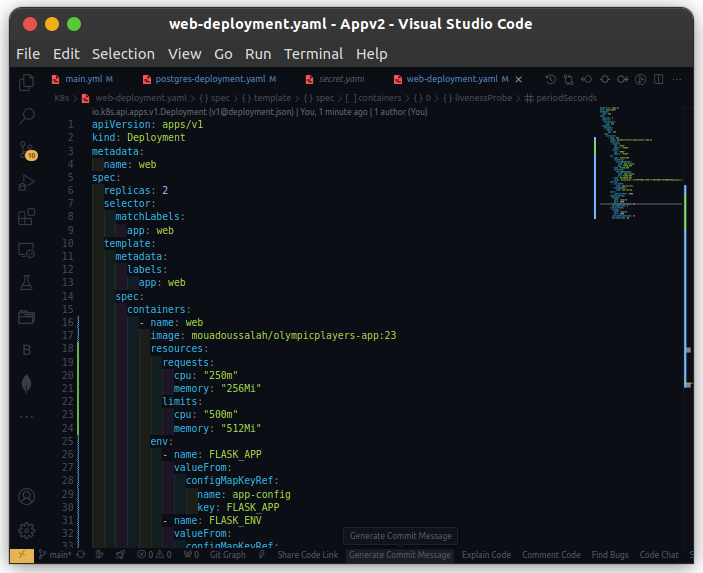 web-deployment.yaml - Appv2 - Visual Studio Code
File Edit Selection View Go Run Terminal Help
main.yml M postgres-deployment.yaml M secret.yaml web-deployment.yaml M
K8s > web-deployment.yaml > {} spec > {} template > {} spec > [ ] containers > {} 0 > {} livenessProbe > # periodSeconds
io.k8s.api.apps.v1.Deployment (v1@deployment.json) | You, 1 minute ago | 1 author (You)
1 apiVersion: apps/v1
2 kind: Deployment
3 metadata:
4 name: web
5 spec:
6 replicas: 2
7 selector:
8 matchLabels:
9 app: web
10 template:
11 metadata:
12 labels:
13 app: web
14 spec:
15 containers:
16 - name: web
17 image: mouadoussalah/olympicplayers-app:23
18 resources:
19 requests:
20 cpu: "250m"
21 memory: "256Mi"
22 limits:
23 cpu: "500m"
24 memory: "512Mi"
25 env:
26 - name: FLASK_APP
27 valueFrom:
28 configMapKeyRef:
29 name: app-config
30 key: FLASK_APP
31 - name: FLASK_ENV
32 valueFrom:
33 configMapKeyRef:
10
B
Generate Commit Message
main* 0 0 0 Git Graph Share Code Link Generate Commit Message Explain Code Comment Code Find Bugs Code Chat S